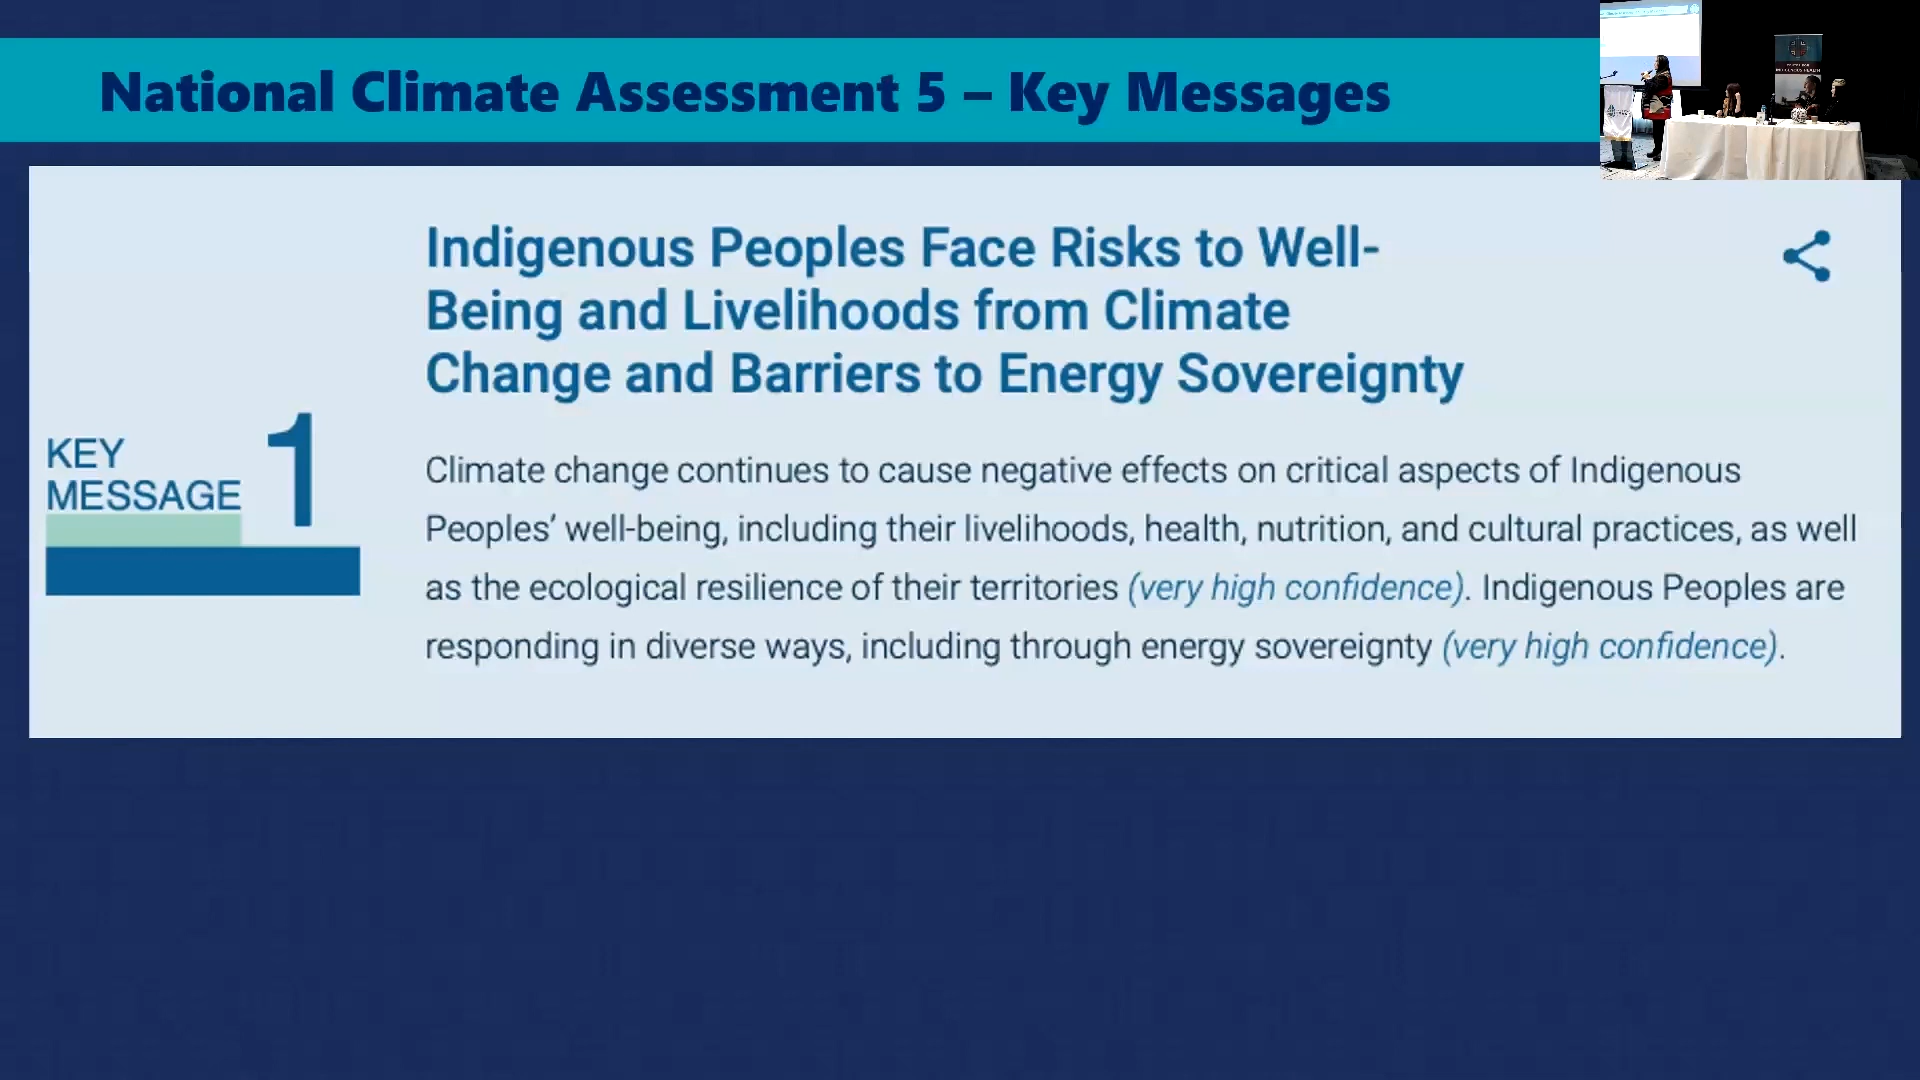 National Climate Assessment 5 – Key Messages
Indigenous Peoples Face Risks to Well-
Being and Livelihoods from Climate
Change and Barriers to Energy Sovereignty
KEY
MESSAGE
1
Climate change continues to cause negative effects on critical aspects of Indigenous
Peoples’ well-being, including their livelihoods, health, nutrition, and cultural practices, as well
as the ecological resilience of their territories (very high confidence). Indigenous Peoples are
responding in diverse ways, including through energy sovereignty (very high confidence).
INDIGENOUS HEALTH